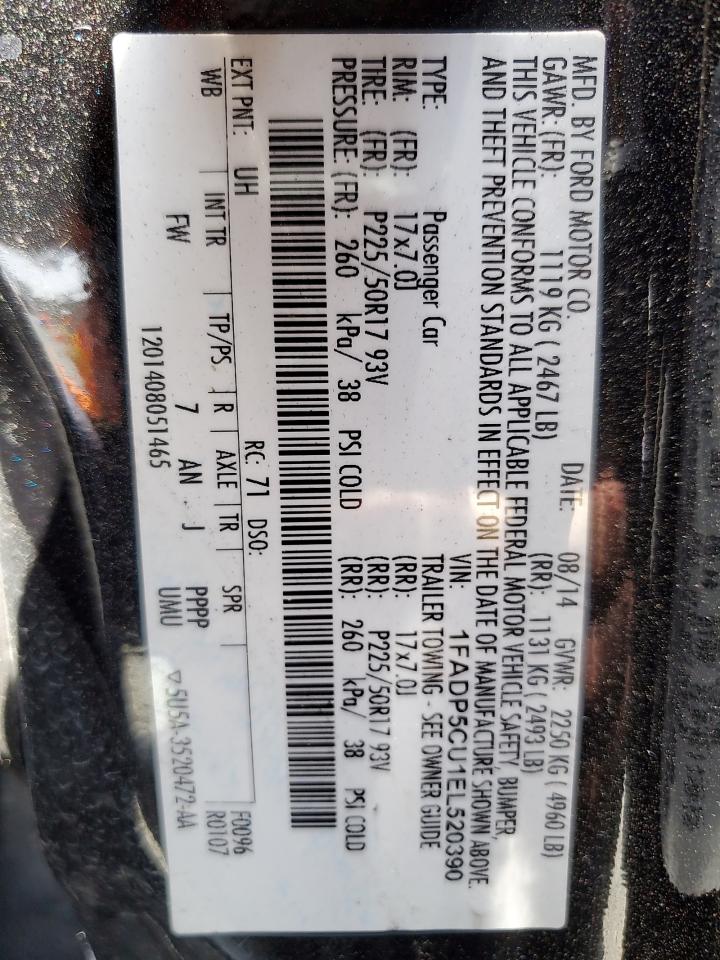 MFD. BY FORD MOTOR CO. DATE: 08/14 GVWR: 2250 KG ( 4960 LB)
GAWR: (FR): 1119 KG ( 2467 LB) (RR): 1131 KG ( 2493 LB)
THIS VEHICLE CONFORMS TO ALL APPLICABLE FEDERAL MOTOR VEHICLE SAFETY, BUMPER,
AND THEFT PREVENTION STANDARDS IN EFFECT ON THE DATE OF MANUFACTURE SHOWN ABOVE.
VIN: 1FADP5CU1EL520390
TYPE: Passenger Car TRAILER TOWING - SEE OWNER GUIDE
RIM: (FR): 17x7.0J (RR): 17x7.0J
TIRE: (FR): P225/50R17 93V (RR): P225/50R17 93V
PRESSURE: (FR): 260 kPa/ 38 PSI COLD (RR): 260 kPa/ 38 PSI COLD
EXT PNT: UH RC: 71 DSO: F0096
WB INT TR TP/PS R AXLE TR SPR R0107
FW 7 AN J PPPP
UMU
1201408051465 ▽5U5A-3520472-AA